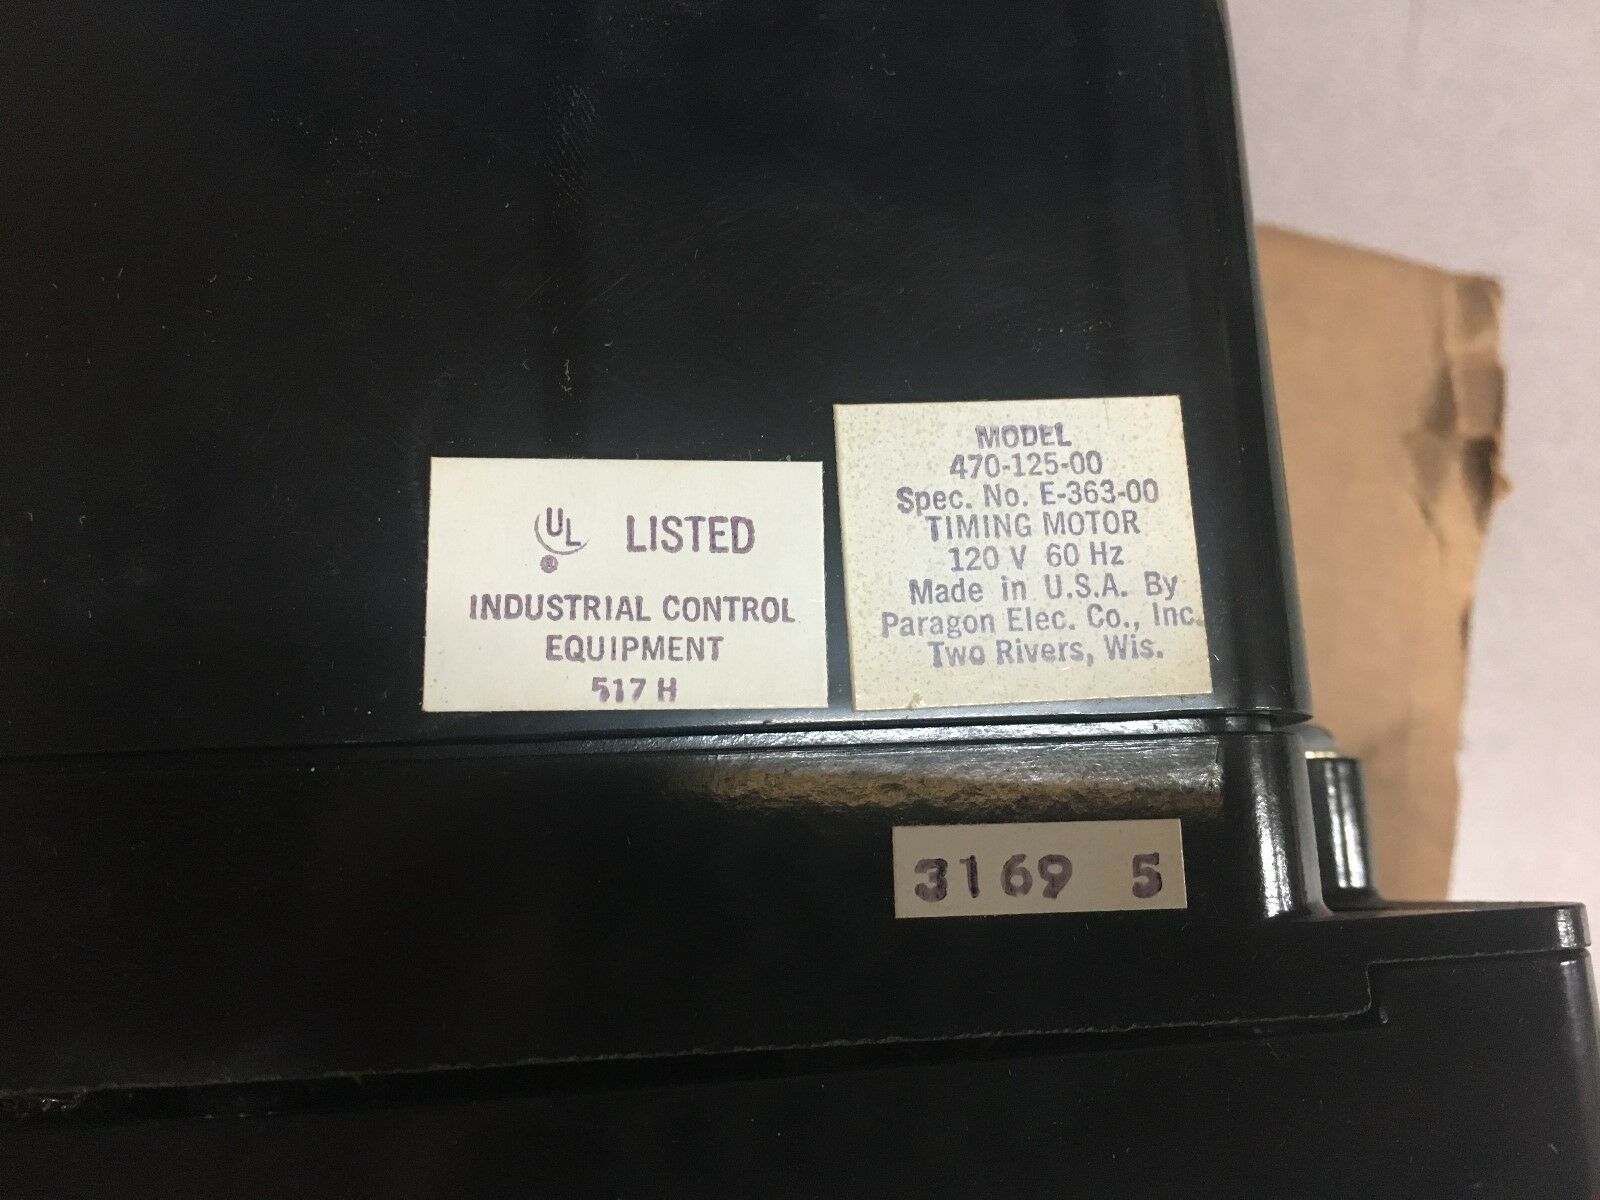 UL LISTED
®
INDUSTRIAL CONTROL
EQUIPMENT
517 H
MODEL
470-125-00
Spec. No. E-363-00
TIMING MOTOR
120 V 60 Hz
Made in U.S.A. By
Paragon Elec. Co., Inc.
Two Rivers, Wis.
3169 5